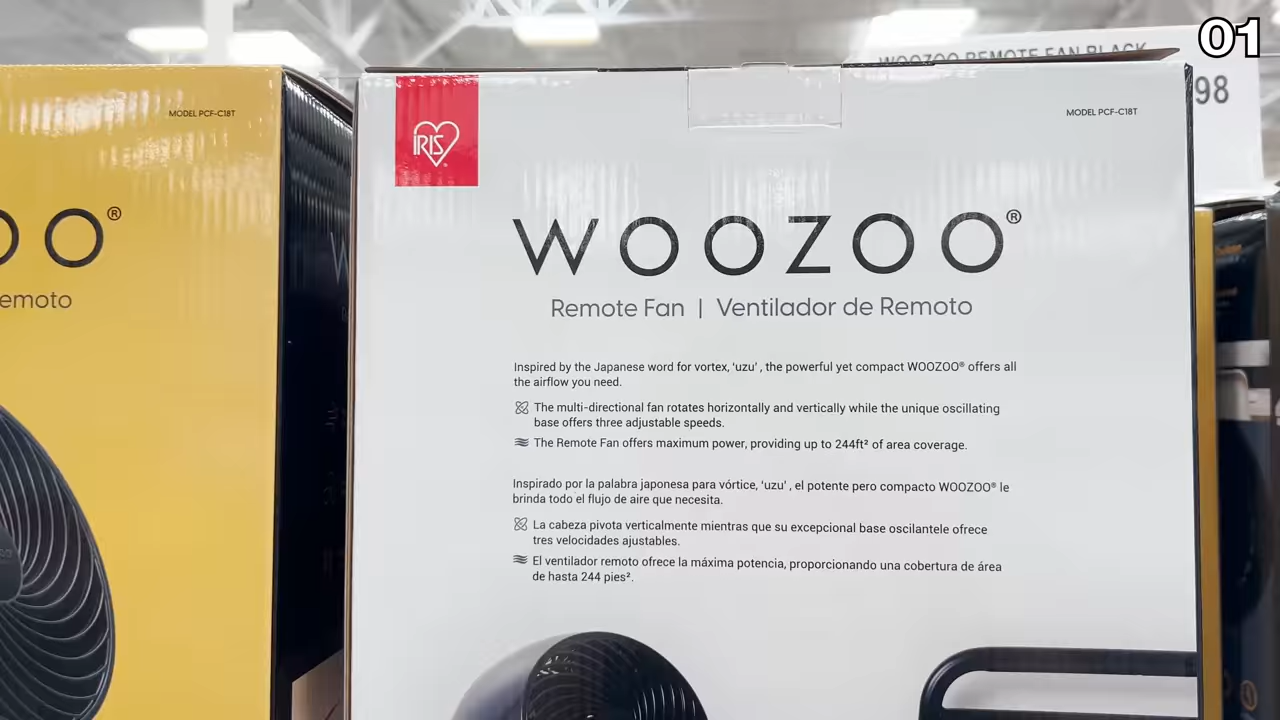 01
WOOZOO REMOTE FAN BLACK
98
MODEL PCF-C18T
OO®
emoto
IRIS
MODEL PCF-C18T
WOOZOO®
Remote Fan | Ventilador de Remoto
Inspired by the Japanese word for vortex, ‘uzu’ , the powerful yet compact WOOZOO® offers all
the airflow you need.
The multi-directional fan rotates horizontally and vertically while the unique oscillating
base offers three adjustable speeds.
The Remote Fan offers maximum power, providing up to 244ft² of area coverage.
Inspirado por la palabra japonesa para vórtice, ‘uzu’ , el potente pero compacto WOOZOO® le
brinda todo el flujo de aire que necesita.
La cabeza pivota verticalmente mientras que su excepcional base oscilantele ofrece
tres velocidades ajustables.
El ventilador remoto ofrece la máxima potencia, proporcionando una cobertura de área
de hasta 244 pies².